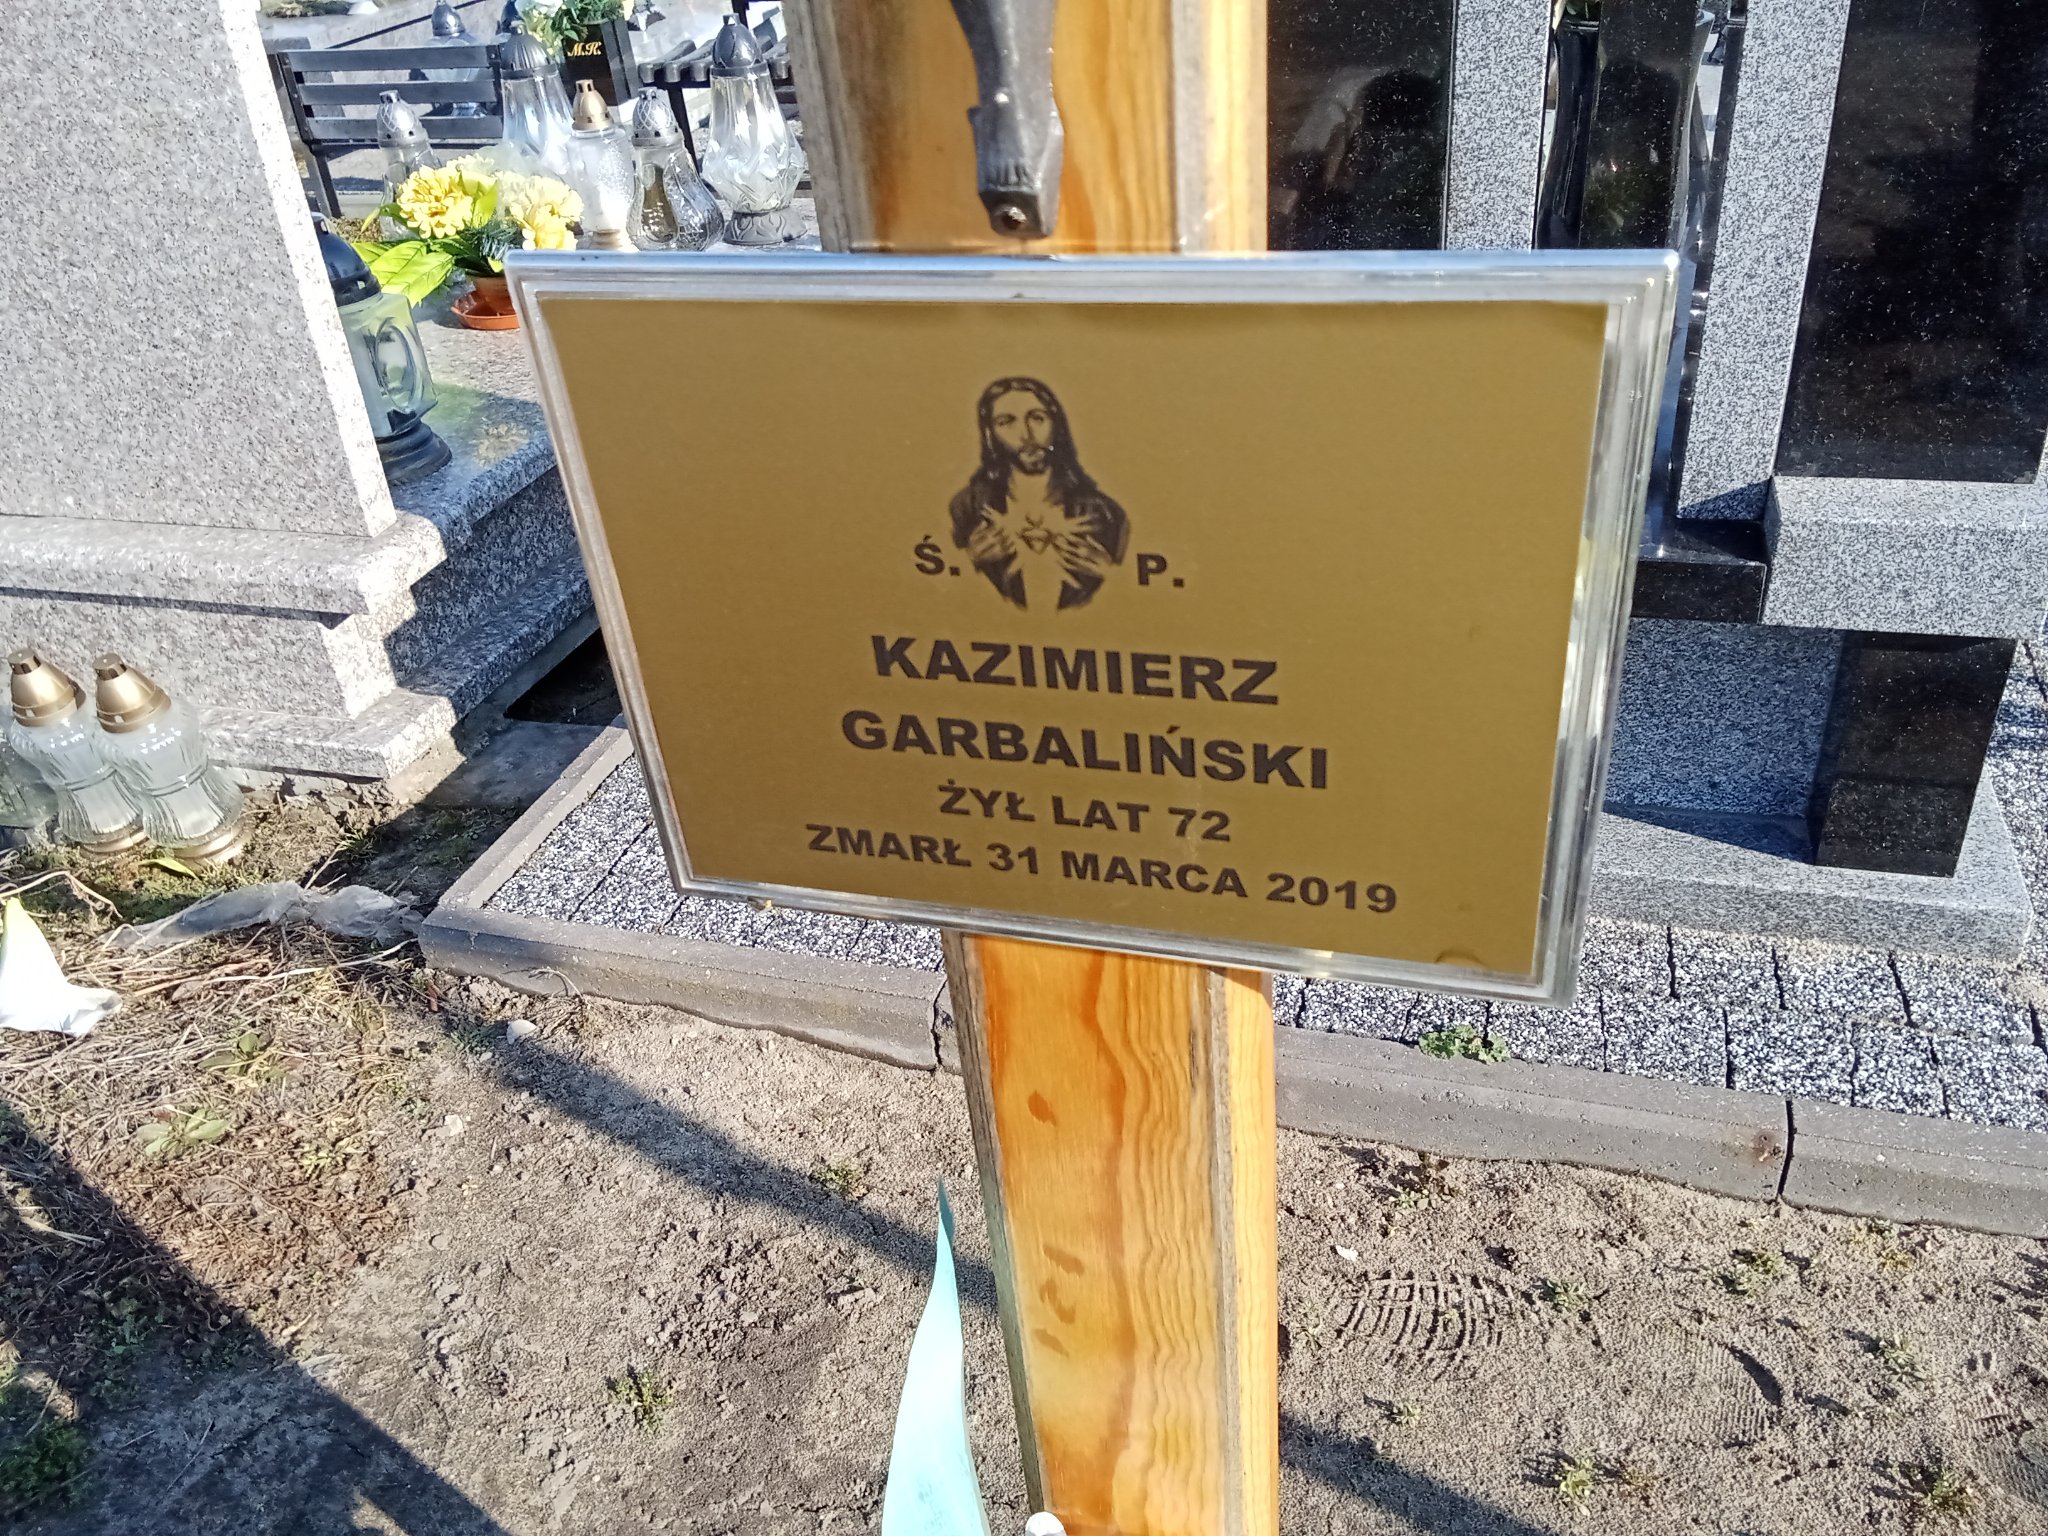 M.K.
Ś. P.
KAZIMIERZ
GARBALIŃSKI
ŻYŁ LAT 72
ZMARŁ 31 MARCA 2019